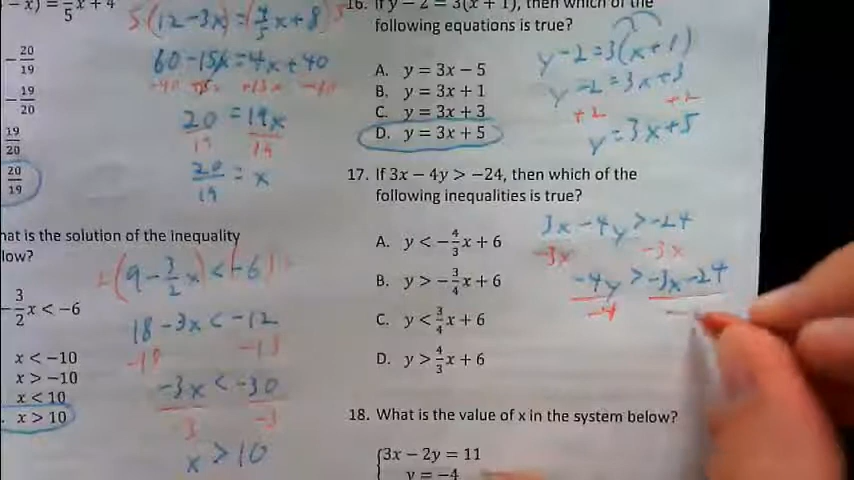 - x) = 5 x + 4
- 20/19
- 19/20
19/20
20/19
5(12-3x)=(4/5x+8)5
60-15x=4x+40
-40 +15x +15x -40
20 = 19x
19 19
20/19 = x
16. If y − 2 = 3(x + 1), then which of the
following equations is true?
A. y = 3x − 5
B. y = 3x + 1
C. y = 3x + 3
D. y = 3x + 5
y-2=3(x+1)
y-2=3x+3
+2 +2
y=3x+5
hat is the solution of the inequality
low?
- 3/2 x < −6
x < −10
x > −10
x < 10
x > 10
(9-3/2x)<(-6)
18-3x<-12
-18 -18
-3x<-30
3 -3
x>10
17. If 3x − 4y > −24, then which of the
following inequalities is true?
A. y < − 4/3 x + 6
B. y > − 3/4 x + 6
C. y < 3/4 x + 6
D. y > 4/3 x + 6
3x-4y>-24
-3x -3x
-4y>-3x-24
-4 -
18. What is the value of x in the system below?
{3x − 2y = 11
y = −4